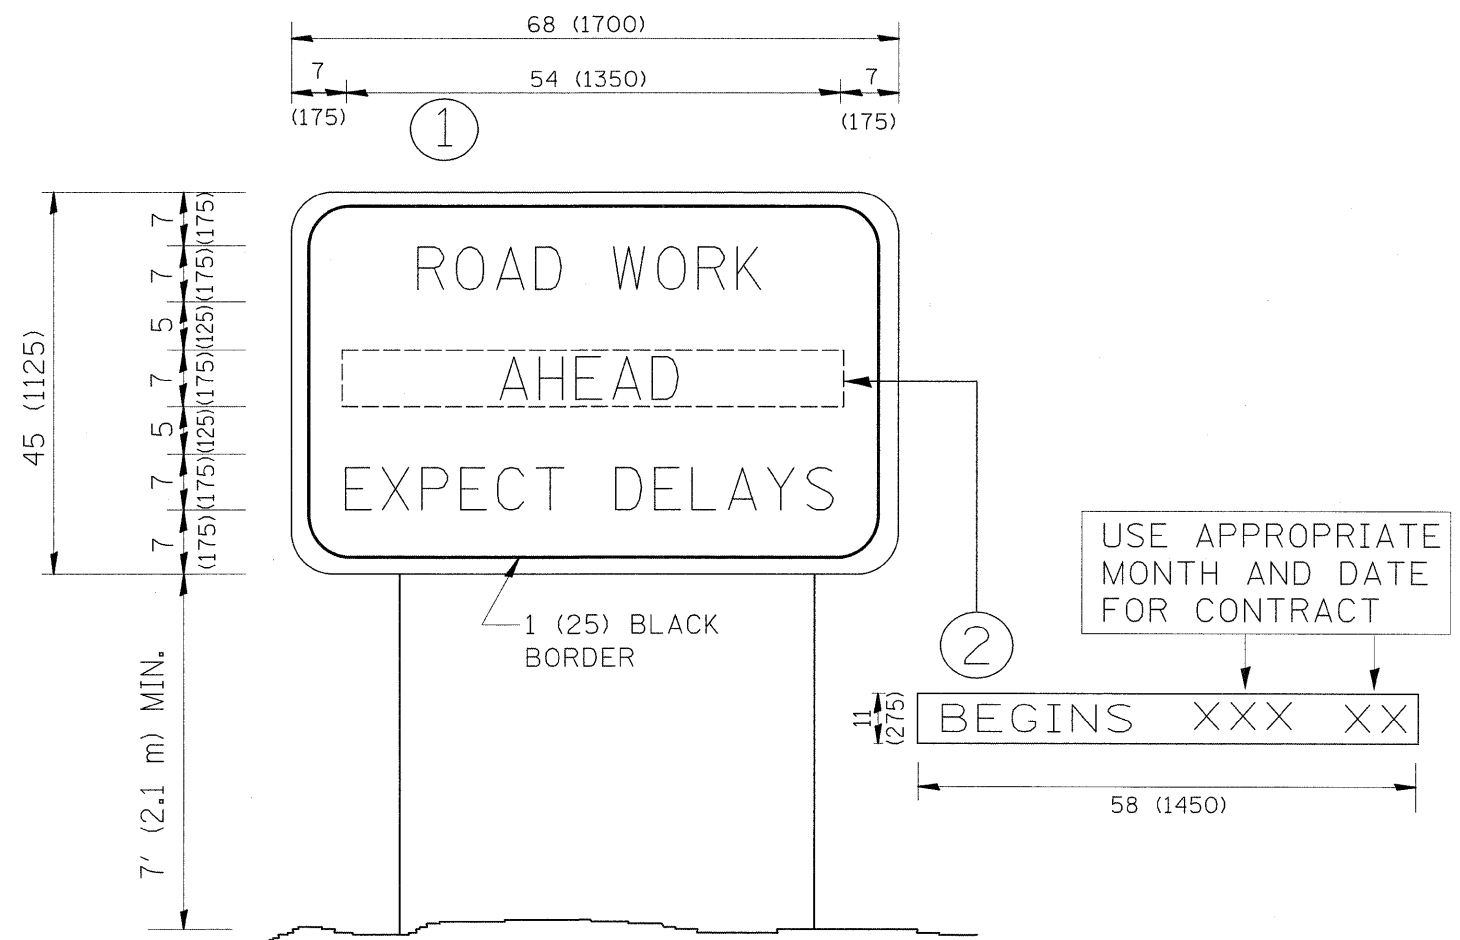 68 (1700)
7
54 (1350)
7
(175)
(175)
1
45 (1125)
7 (175)
7 (175)
5 (125)
7 (175)
5 (125)
7 (175)
7 (175)
ROAD WORK
AHEAD
EXPECT DELAYS
1 (25) BLACK
BORDER
7' (2.1 m) MIN.
2
USE APPROPRIATE
MONTH AND DATE
FOR CONTRACT
11
(275)
BEGINS XXX XX
58 (1450)